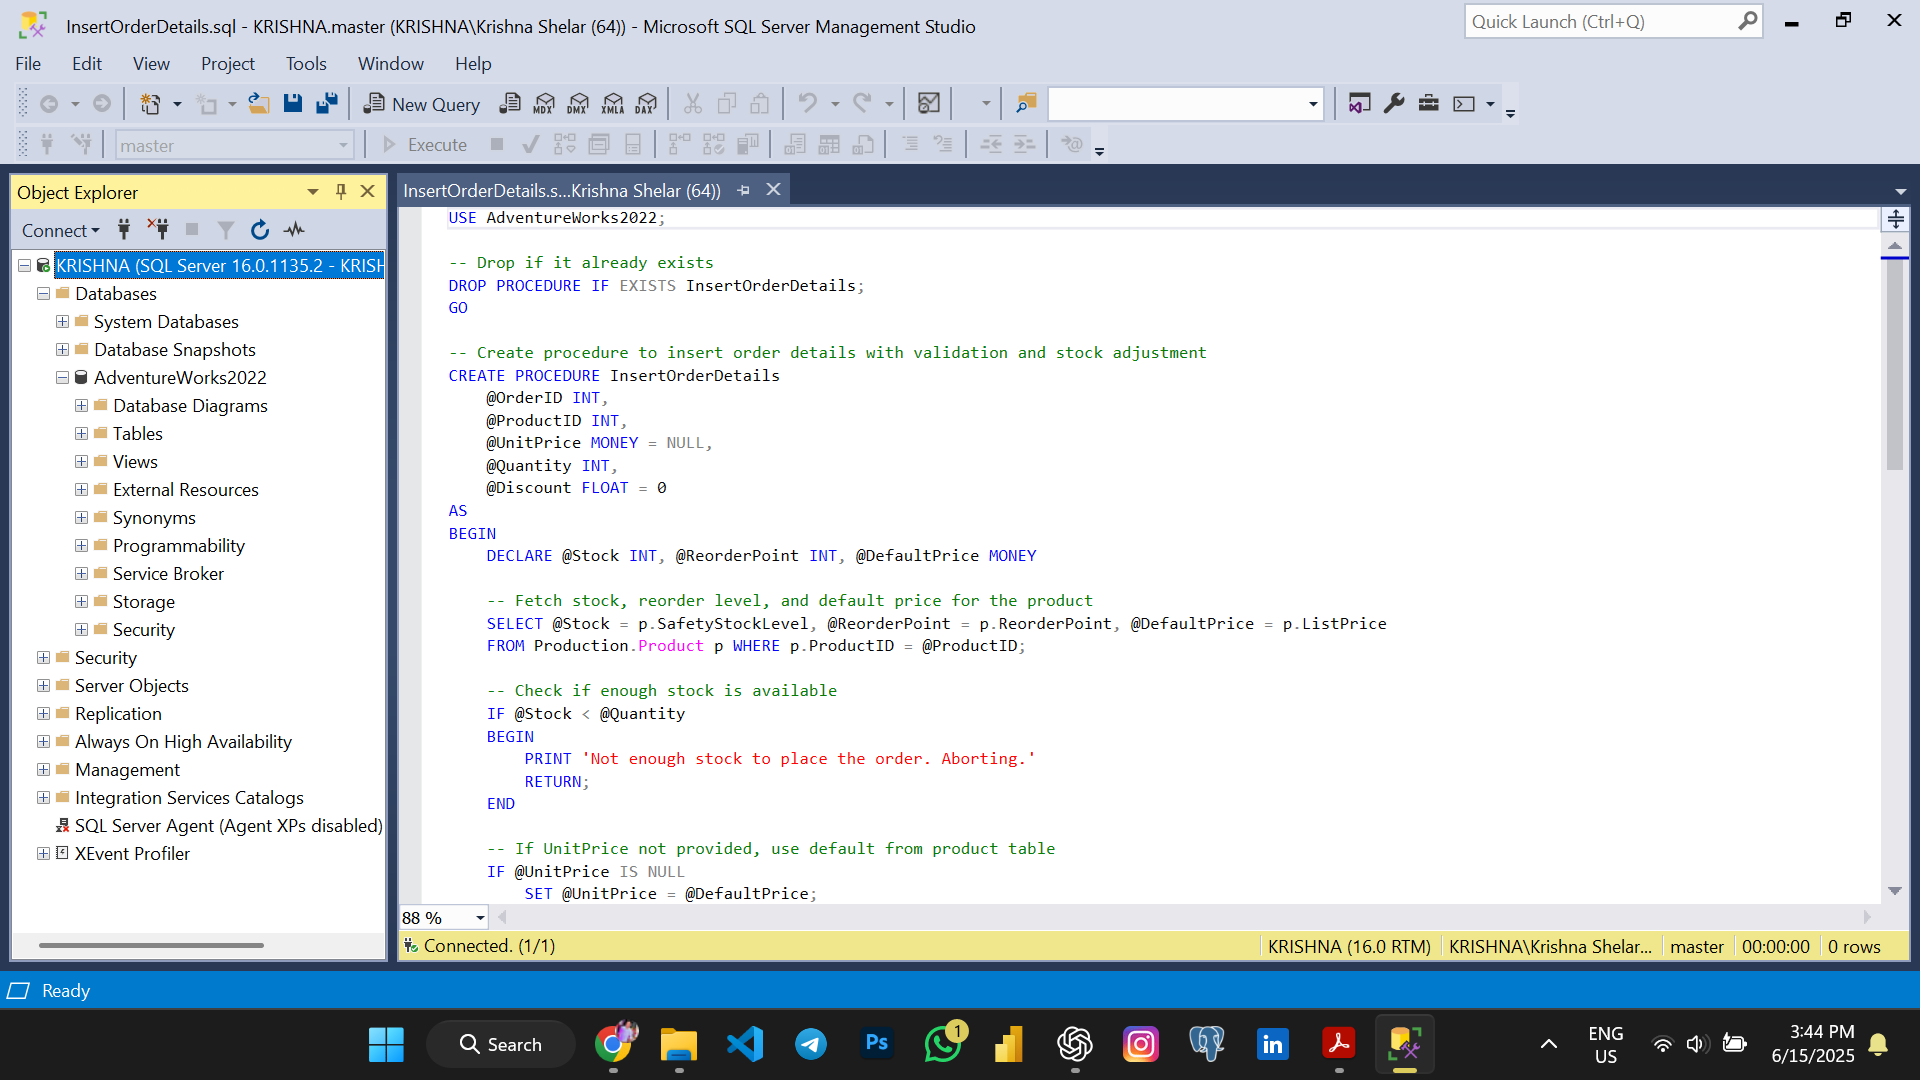 InsertOrderDetails.sql - KRISHNA.master (KRISHNA\Krishna Shelar (64)) - Microsoft SQL Server Management Studio
Quick Launch (Ctrl+Q)
File Edit View Project Tools Window Help
New Query
MDX DMX XMLA DAX
master
Execute
Object Explorer
Connect
KRISHNA (SQL Server 16.0.1135.2 - KRISH
Databases
System Databases
Database Snapshots
AdventureWorks2022
Database Diagrams
Tables
Views
External Resources
Synonyms
Programmability
Service Broker
Storage
Security
Security
Server Objects
Replication
Always On High Availability
Management
Integration Services Catalogs
SQL Server Agent (Agent XPs disabled)
XEvent Profiler
InsertOrderDetails.s...Krishna Shelar (64))
USE AdventureWorks2022;
-- Drop if it already exists
DROP PROCEDURE IF EXISTS InsertOrderDetails;
GO
-- Create procedure to insert order details with validation and stock adjustment
CREATE PROCEDURE InsertOrderDetails
@OrderID INT,
@ProductID INT,
@UnitPrice MONEY = NULL,
@Quantity INT,
@Discount FLOAT = 0
AS
BEGIN
DECLARE @Stock INT, @ReorderPoint INT, @DefaultPrice MONEY
-- Fetch stock, reorder level, and default price for the product
SELECT @Stock = p.SafetyStockLevel, @ReorderPoint = p.ReorderPoint, @DefaultPrice = p.ListPrice
FROM Production.Product p WHERE p.ProductID = @ProductID;
-- Check if enough stock is available
IF @Stock < @Quantity
BEGIN
PRINT 'Not enough stock to place the order. Aborting.'
RETURN;
END
-- If UnitPrice not provided, use default from product table
IF @UnitPrice IS NULL
SET @UnitPrice = @DefaultPrice;
88 %
Connected. (1/1)
KRISHNA (16.0 RTM)
KRISHNA\Krishna Shelar...
master
00:00:00
0 rows
Ready
Search
Ps
1
in
ENG
US
3:44 PM
6/15/2025